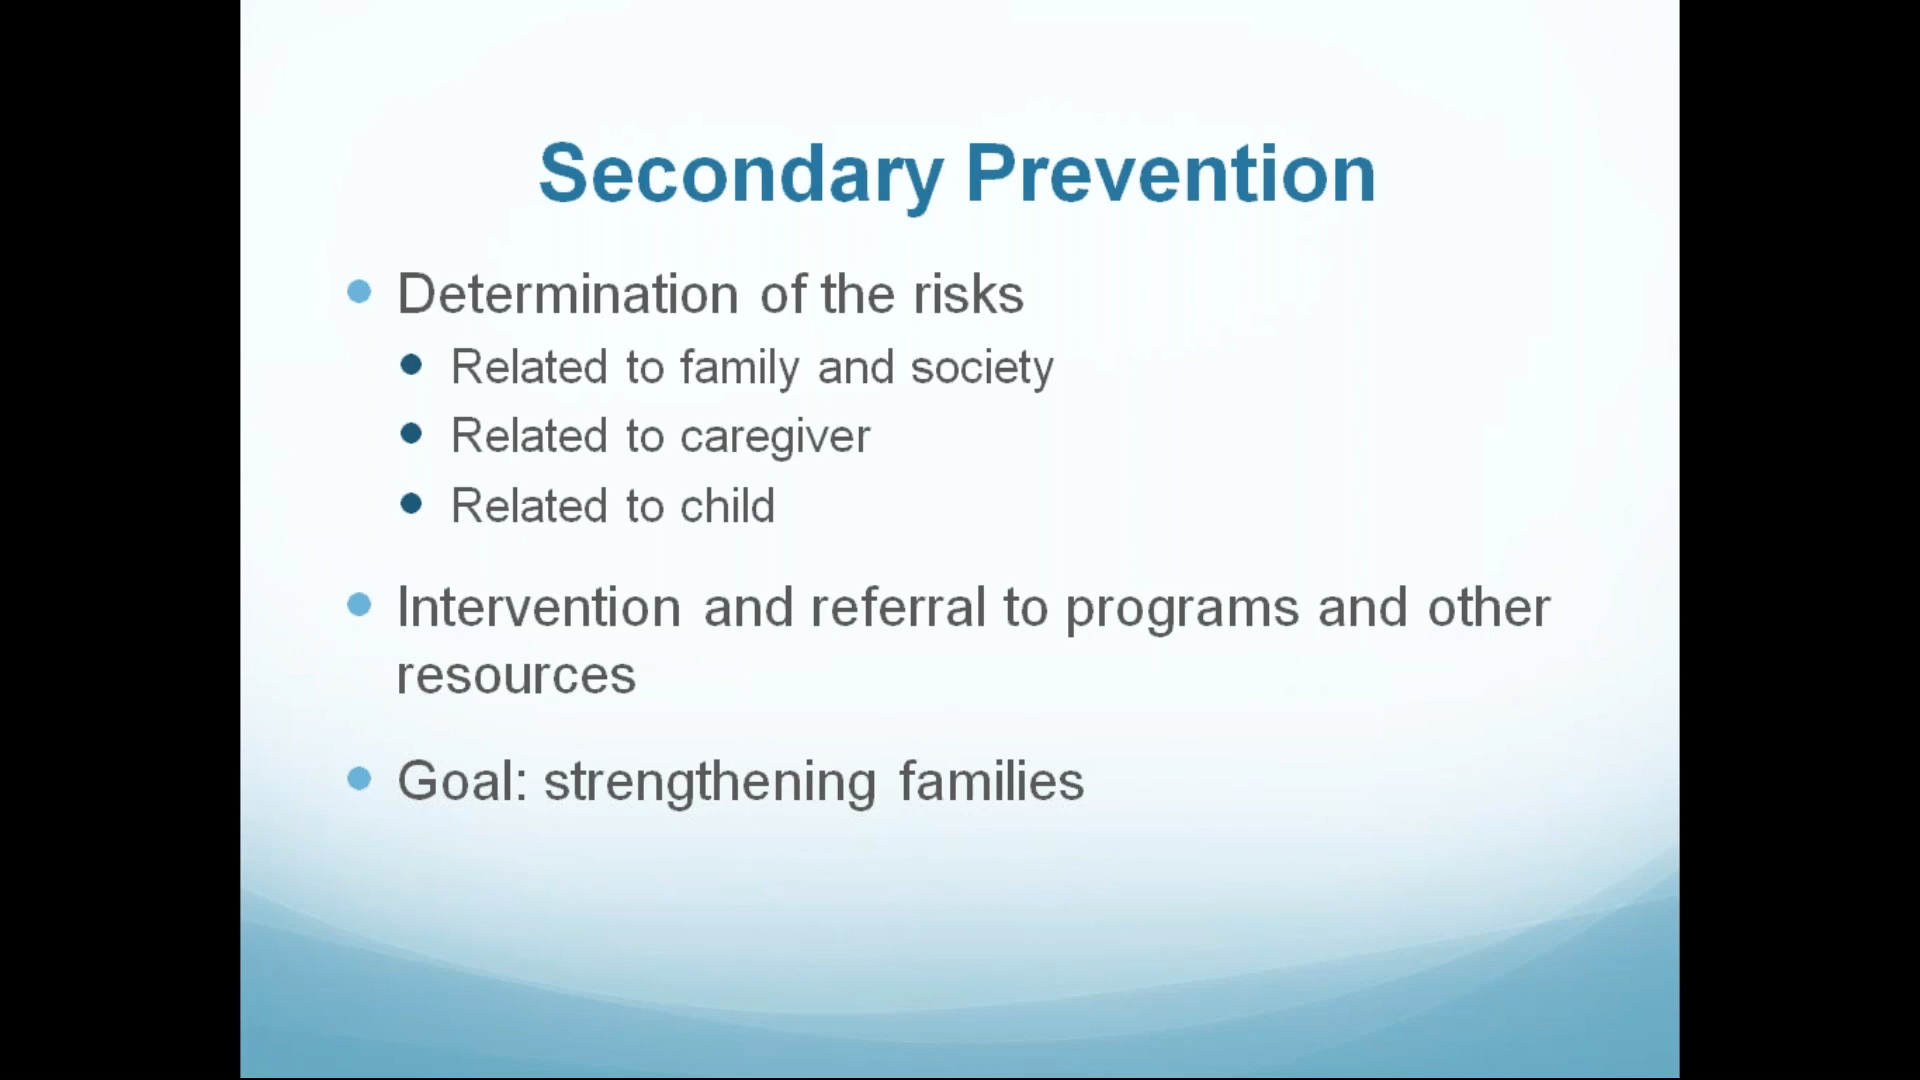 Secondary Prevention
Determination of the risks
Related to family and society
Related to caregiver
Related to child
Intervention and referral to programs and other
resources
Goal: strengthening families